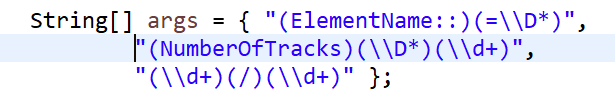 String[] args = { "(ElementName::)(=\\D*)",
"(NumberOfTracks)(\\D*)(\\d+)",
"(\\d+)(/)(\\d+)" };